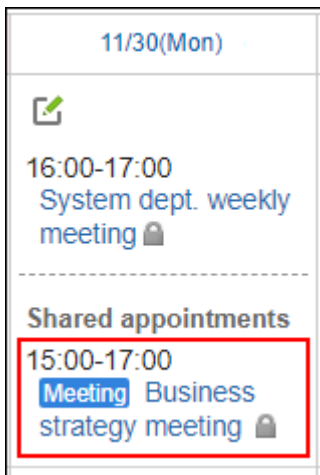 11/30(Mon)
16:00-17:00
System dept. weekly
meeting
Shared appointments
15:00-17:00
Meeting Business
strategy meeting